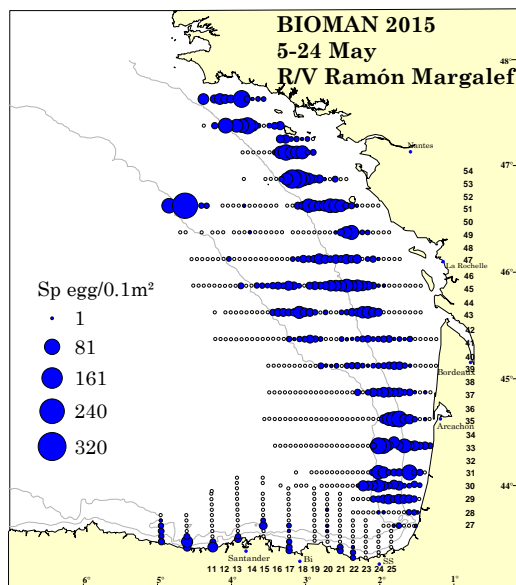 BIOMAN 2015
5-24 May
R/V Ramón Margalef
48°
Nantes
47°
54
53
52
51
50
49
48
47
La Rochelle
46
46°
45
44
43
42
41
40
39
Bordeaux
38
37
36
35
Arcachon
34
33
32
31
30
29
28
27
45°
44°
Sp egg/0.1m²
1
81
161
240
320
Santander
Bi
SS
11 12 13 14 15 16 17 18 19 20 21 22 24 25
6° 5° 4° 3° 2° 1°